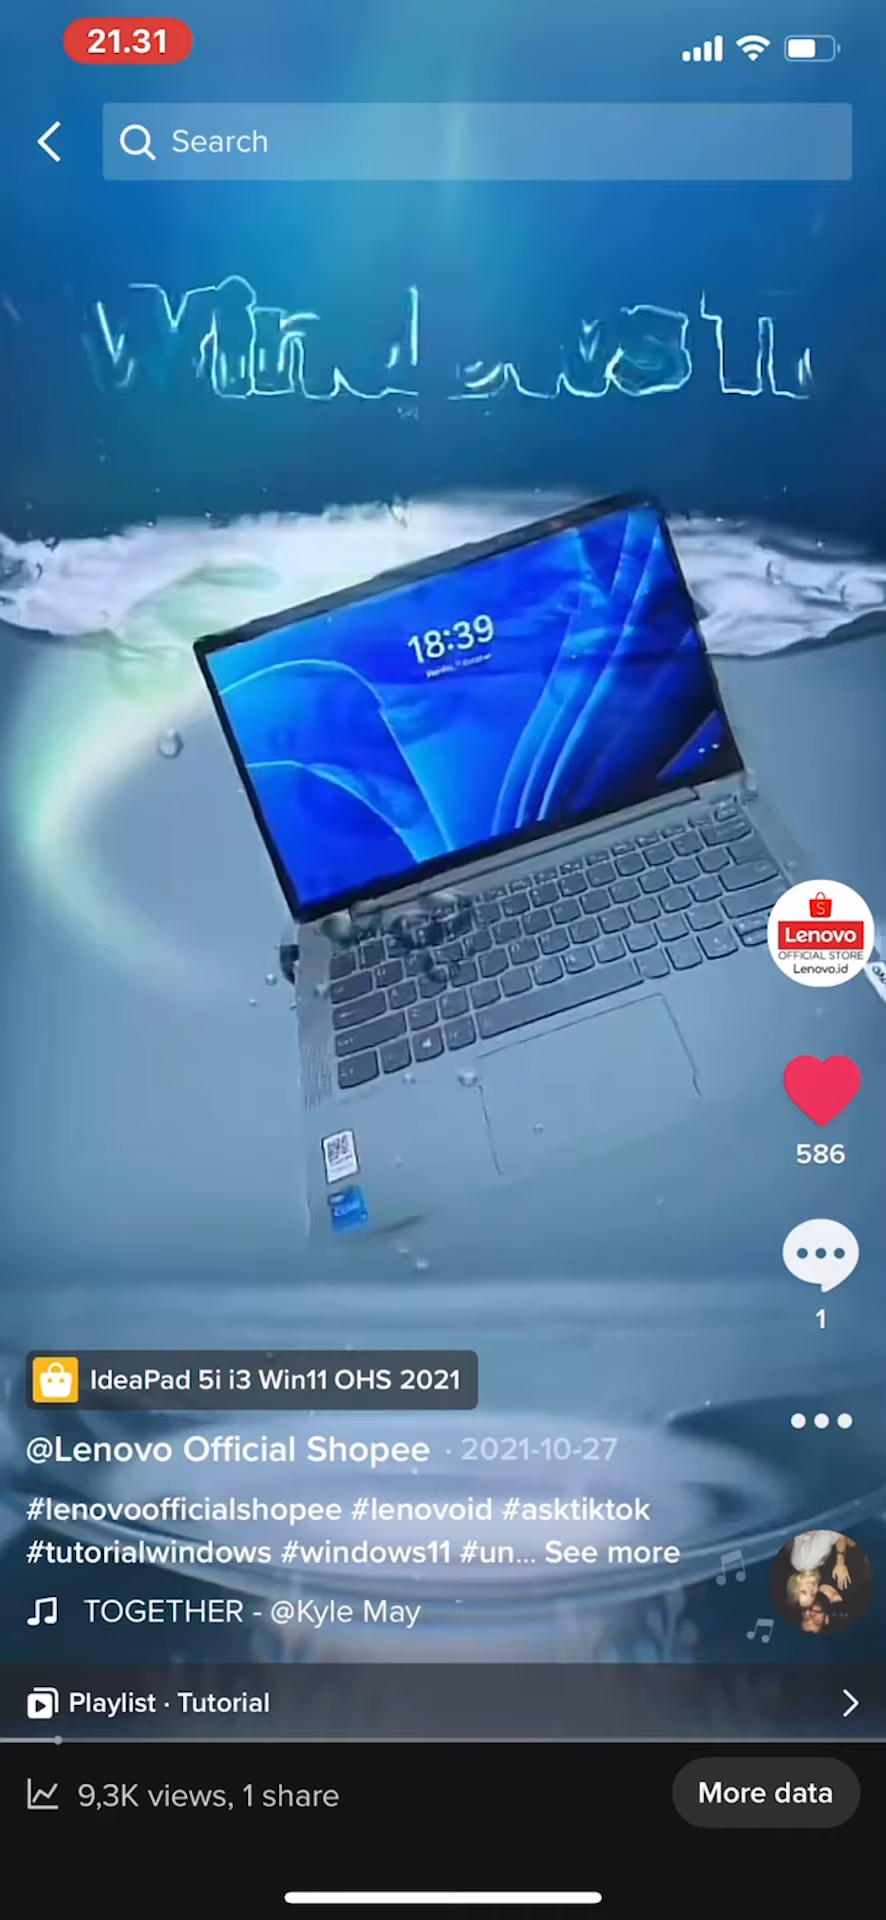 21.31
Search
Windows 11
18:39
Lenovo
OFFICIAL STORE
Lenovo.id
586
1
IdeaPad 5i i3 Win11 OHS 2021
@Lenovo Official Shopee · 2021-10-27
#lenovoofficialshopee #lenovoid #asktiktok
#tutorialwindows #windows11 #un... See more
TOGETHER - @Kyle May
Playlist · Tutorial
9,3K views, 1 share
More data